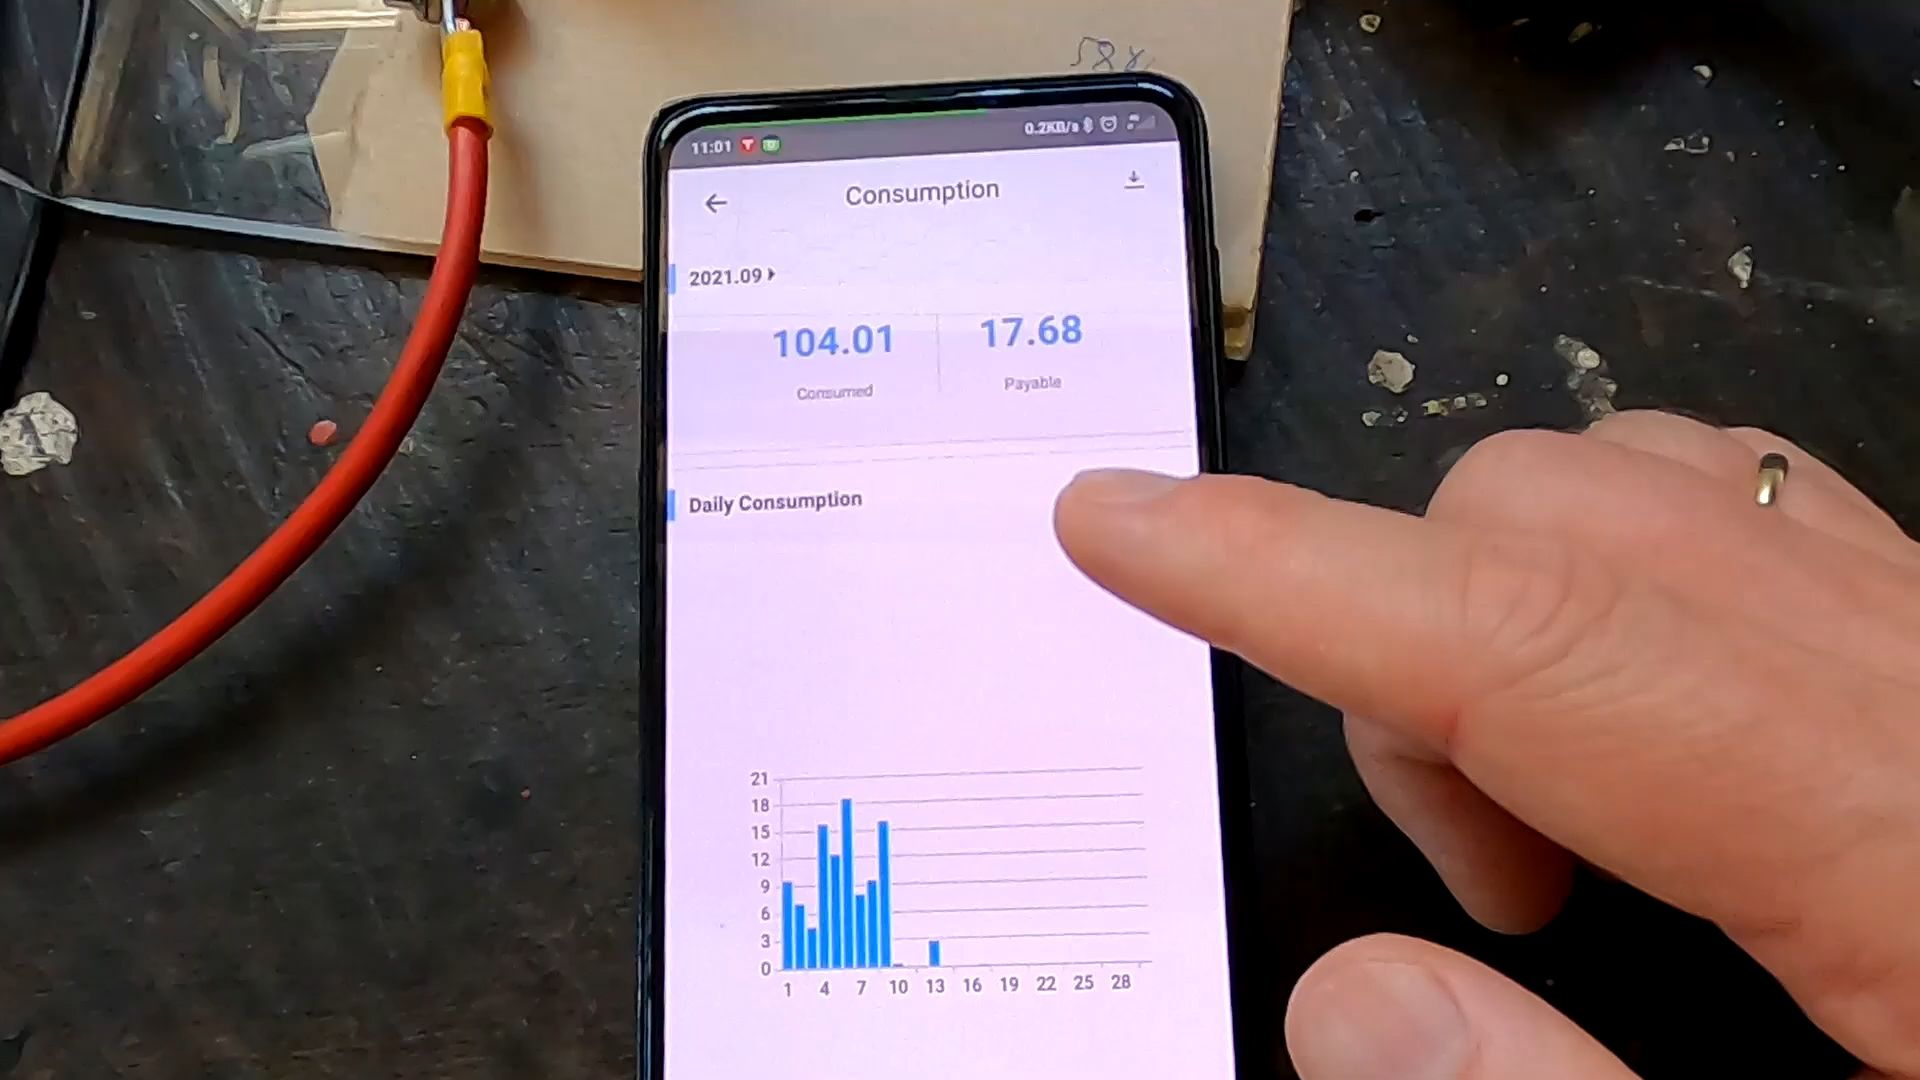 58
11:01 0.2KB/s
Consumption
2021.09
104.01 17.68
Consumed Payable
Daily Consumption
21
18
15
12
9
6
3
0
1 4 7 10 13 16 19 22 25 28